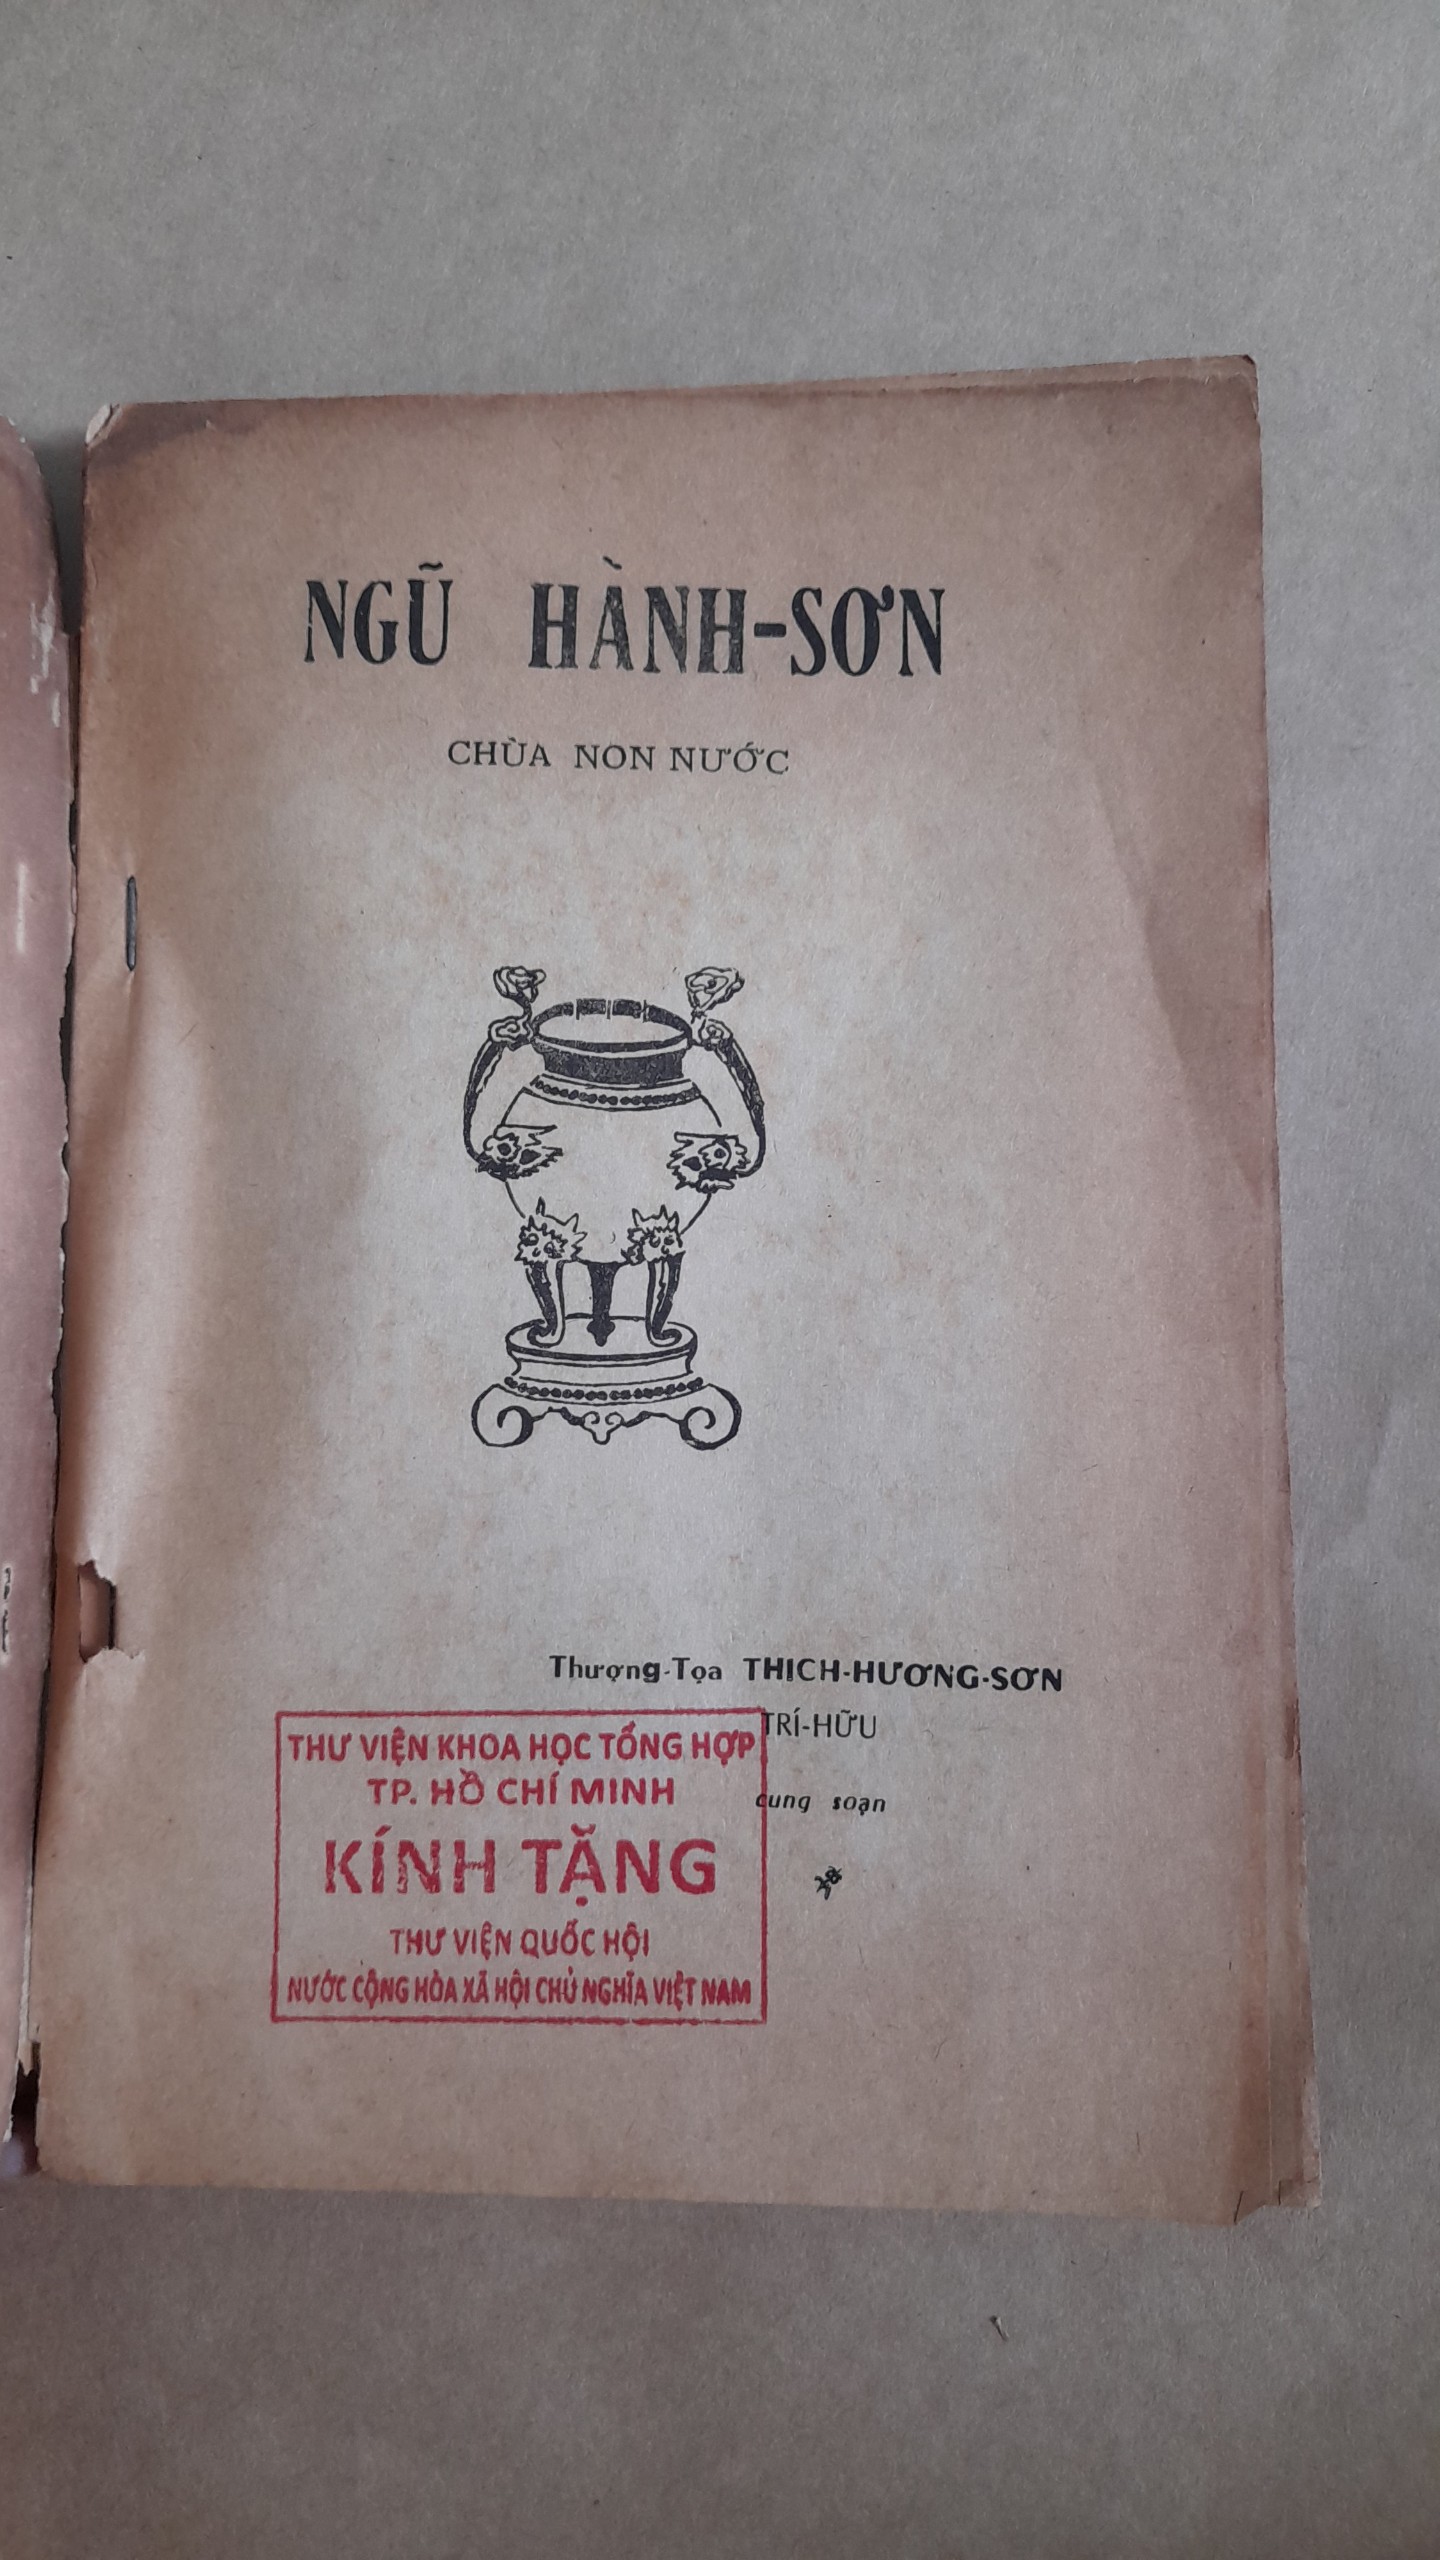 NGŨ HÀNH-SƠN
CHÙA NON NƯỚC
Thượng-Tọa THICH-HƯƠNG-SƠN
TRÍ-HỮU
cung soạn
THƯ VIỆN KHOA HỌC TỔNG HỢP
TP. HỒ CHÍ MINH
KÍNH TẶNG
THƯ VIỆN QUỐC HỘI
NƯỚC CỘNG HÒA XÃ HỘI CHỦ NGHĨA VIỆT NAM